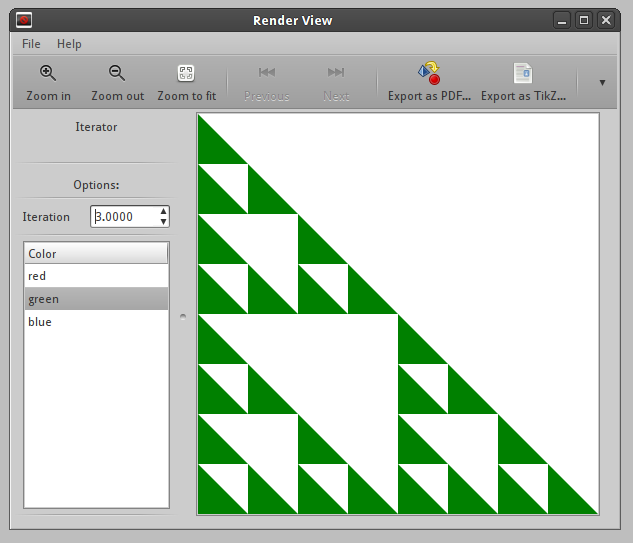 Render View
File Help
Zoom in Zoom out Zoom to fit Previous Next Export as PDF... Export as TikZ...
Iterator
Options:
Iteration 3.0000
Color
red
green
blue